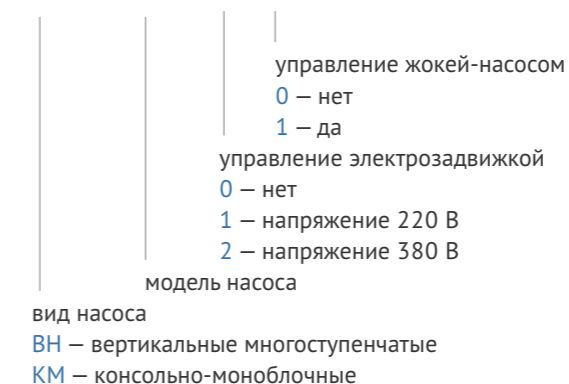 управление жокей-насосом
0 — нет
1 — да
управление электрозадвижкой
0 — нет
1 — напряжение 220 В
2 — напряжение 380 В
модель насоса
вид насоса
ВН — вертикальные многоступенчатые
КМ — консольно-моноблочные